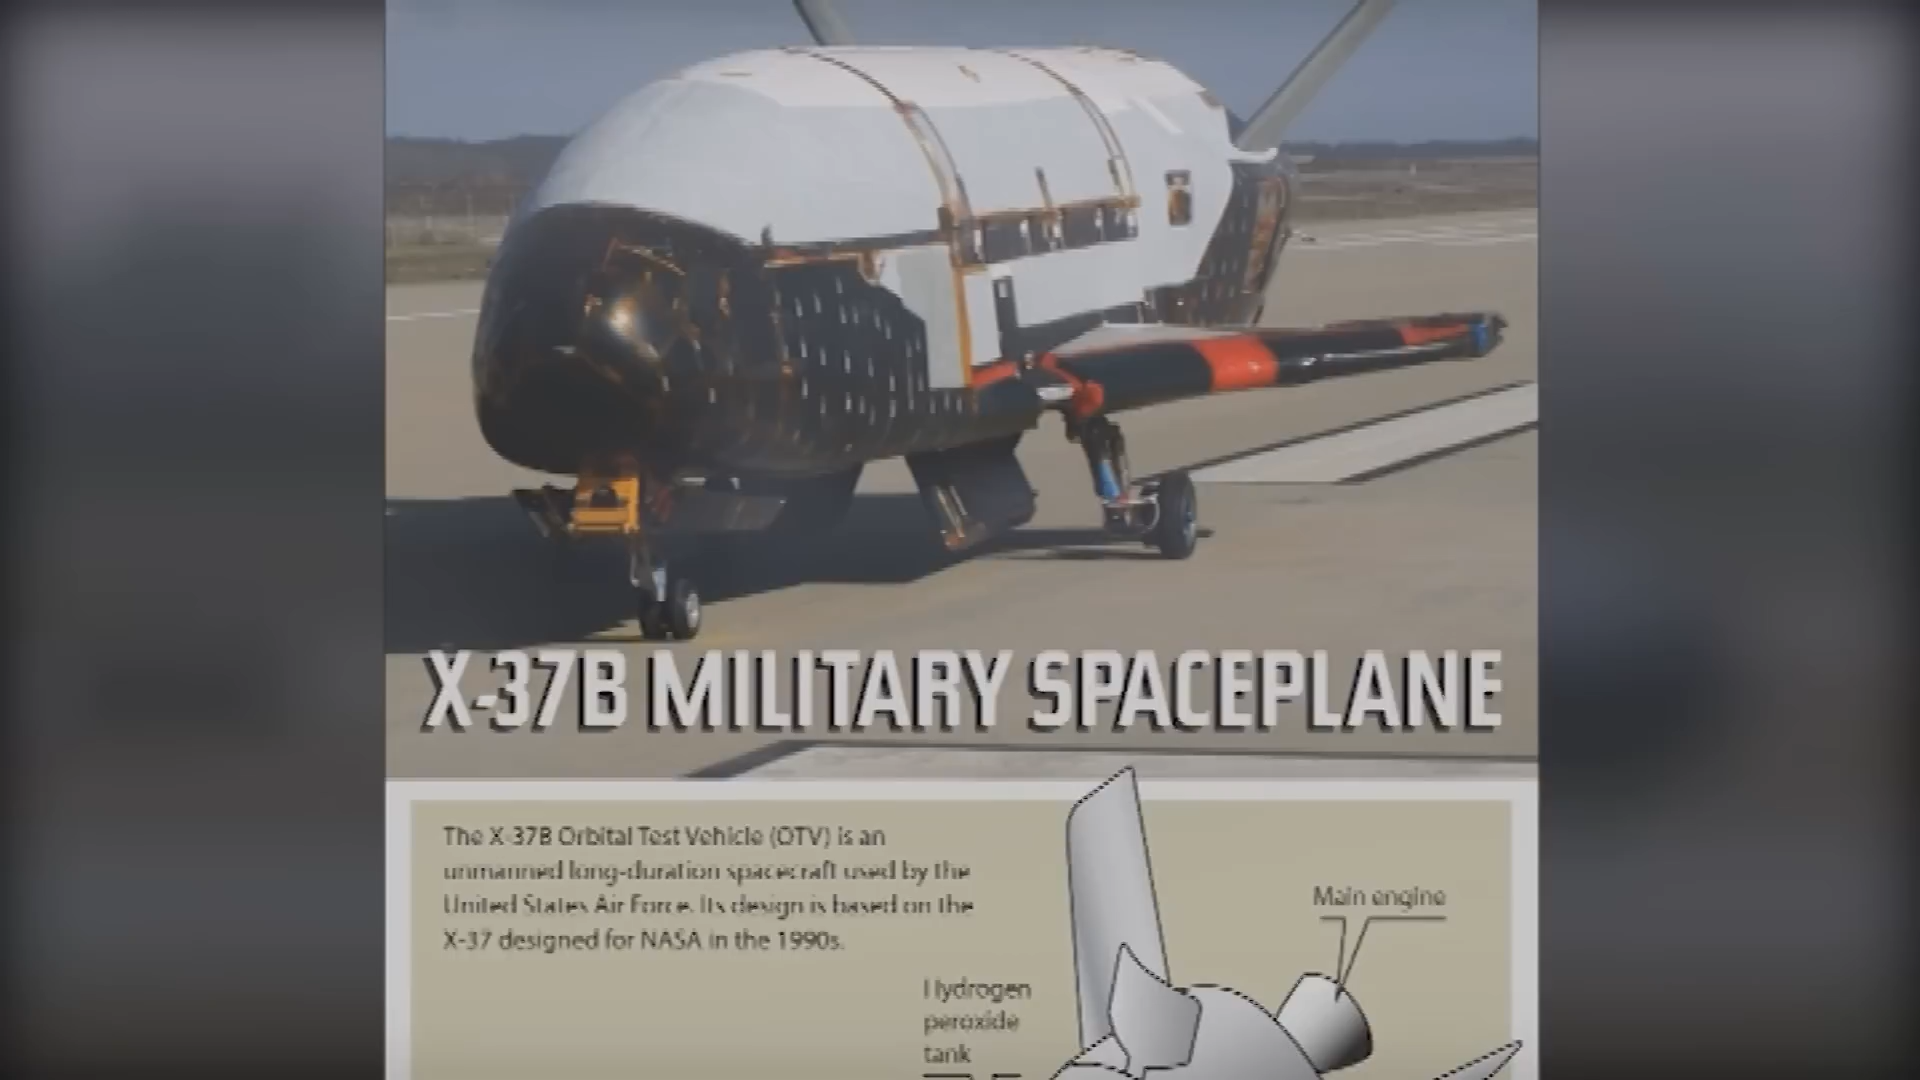 X-37B MILITARY SPACEPLANE
The X-37B Orbital Test Vehicle (OTV) is an
unmanned long-duration spacecraft used by the
United States Air Force. Its design is based on the
X-37 designed for NASA in the 1990s.
Main engine
Hydrogen
peroxide
tank